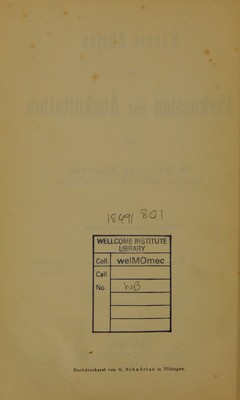 18491 801
WELLCOME INSTITUTE
LIBRARY
Coll. welMOmec
Call
No. WB
Buchdruckerei von G. Schnürlen in Tübingen.